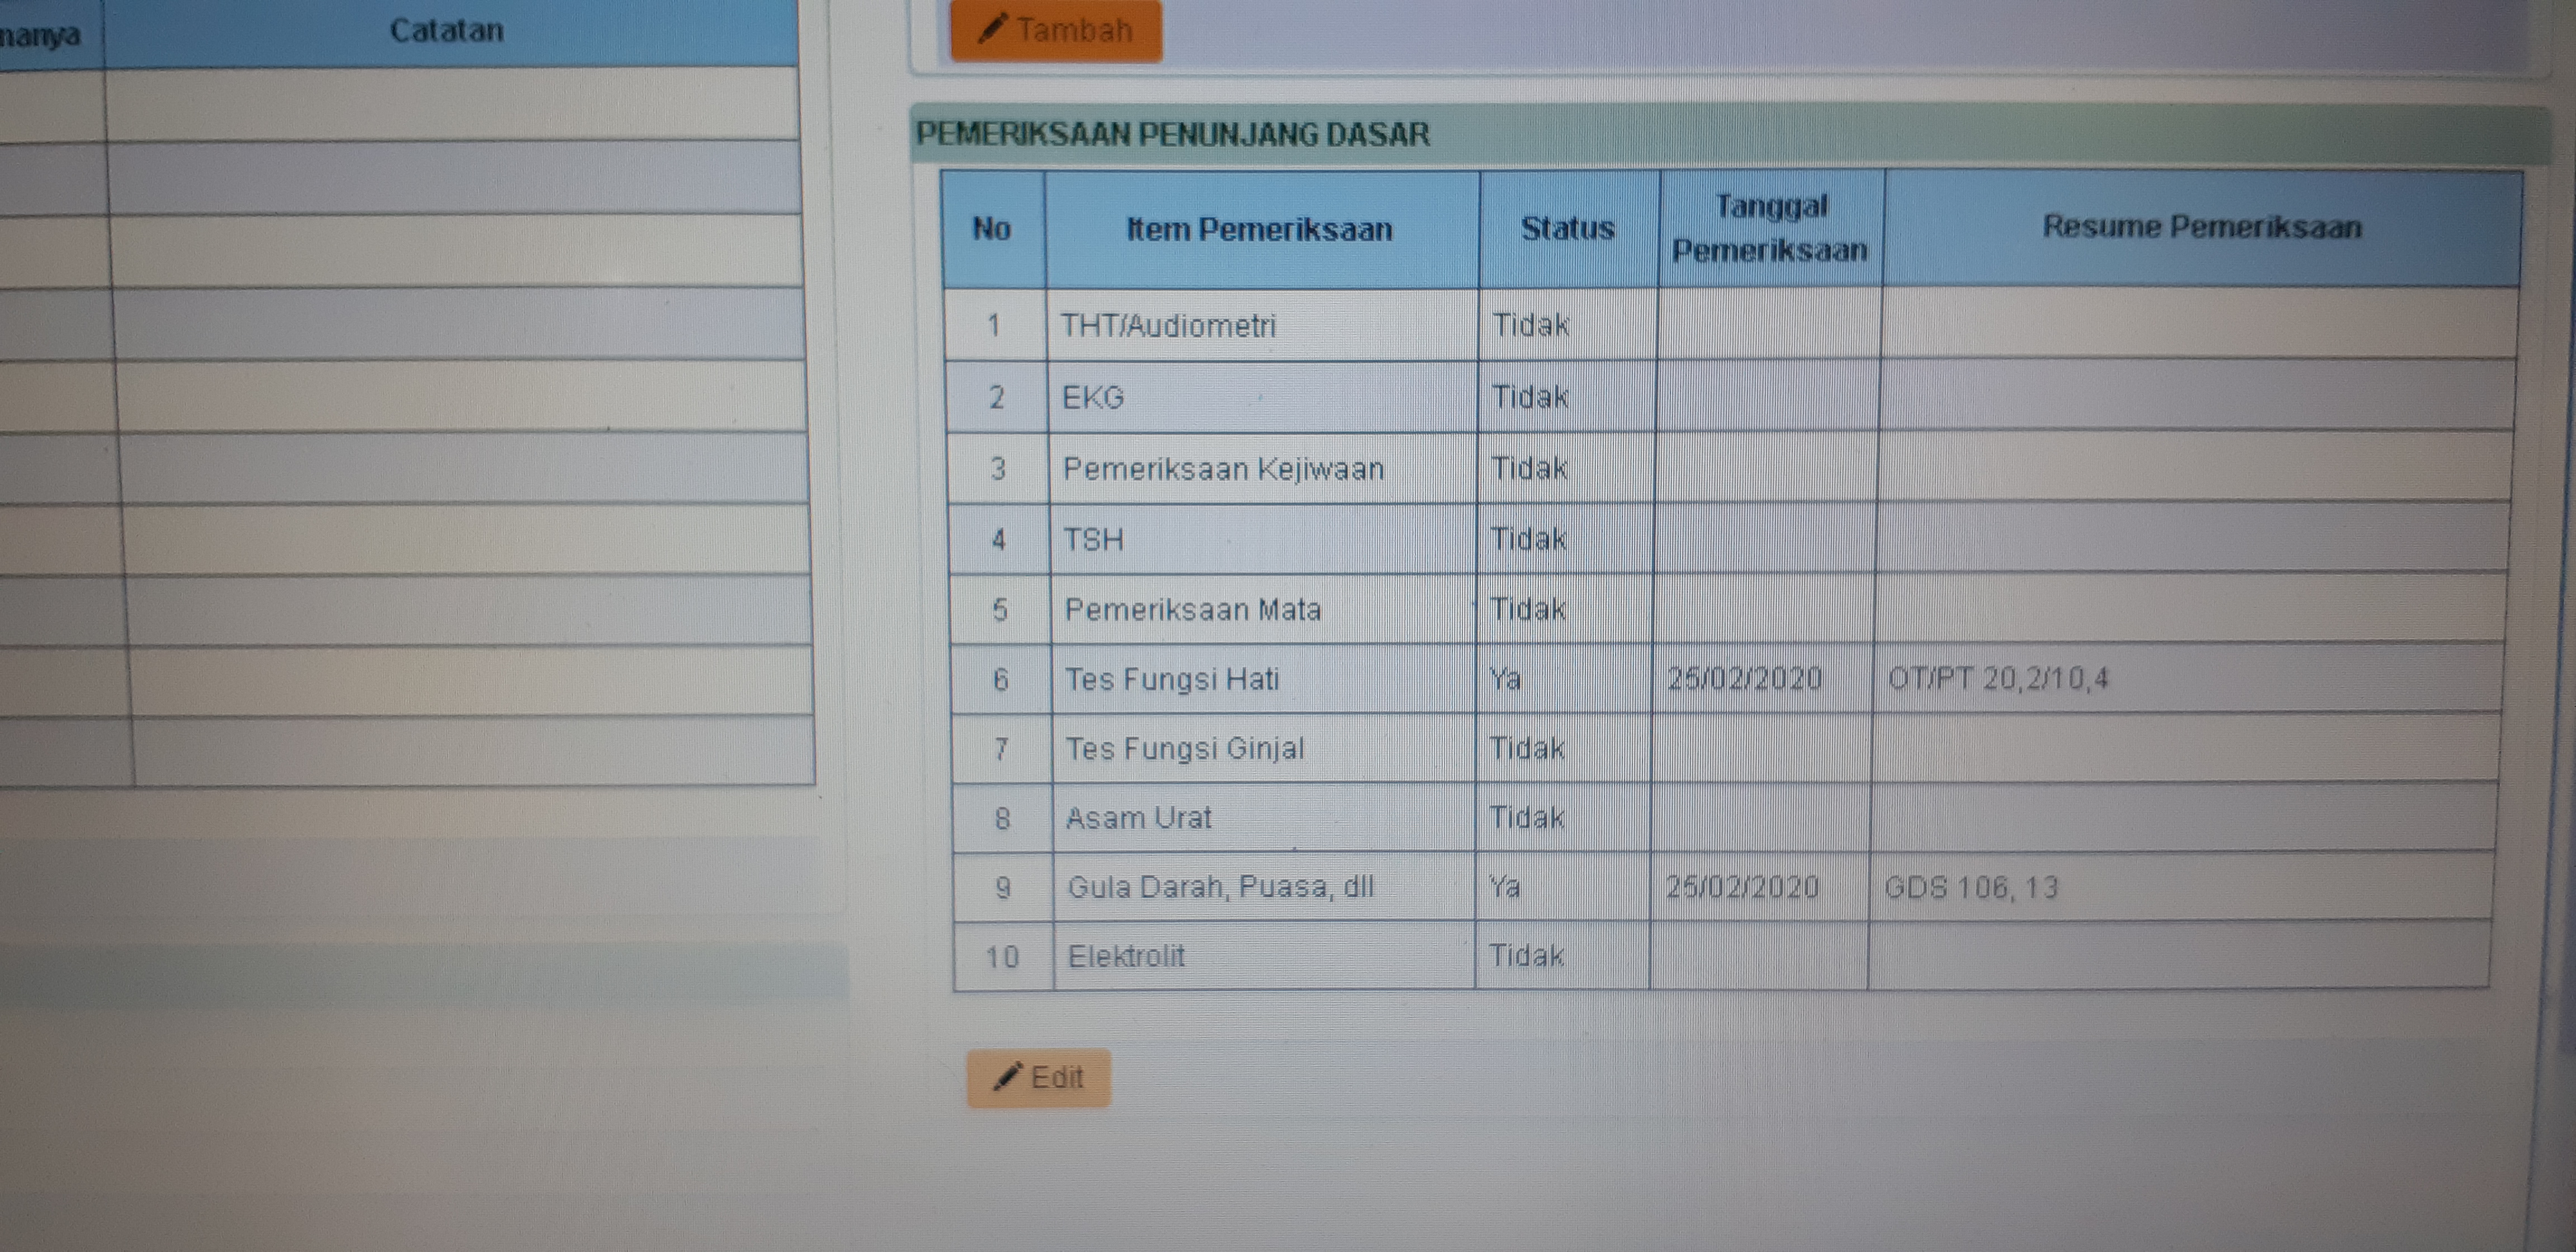 Catatan
Tambah
PEMERIKSAAN PENUNJANG DASAR
No Item Pemeriksaan Status Tanggal Pemeriksaan Resume Pemeriksaan
1 THT/Audiometri Tidak
2 EKG Tidak
3 Pemeriksaan Kejiwaan Tidak
4 TSH Tidak
5 Pemeriksaan Mata Tidak
6 Tes Fungsi Hati Ya 25/02/2020 OT/PT 20,2/10,4
7 Tes Fungsi Ginjal Tidak
8 Asam Urat Tidak
9 Gula Darah, Puasa, dll Ya 25/02/2020 GDS 106, 13
10 Elektrolit Tidak
Edit